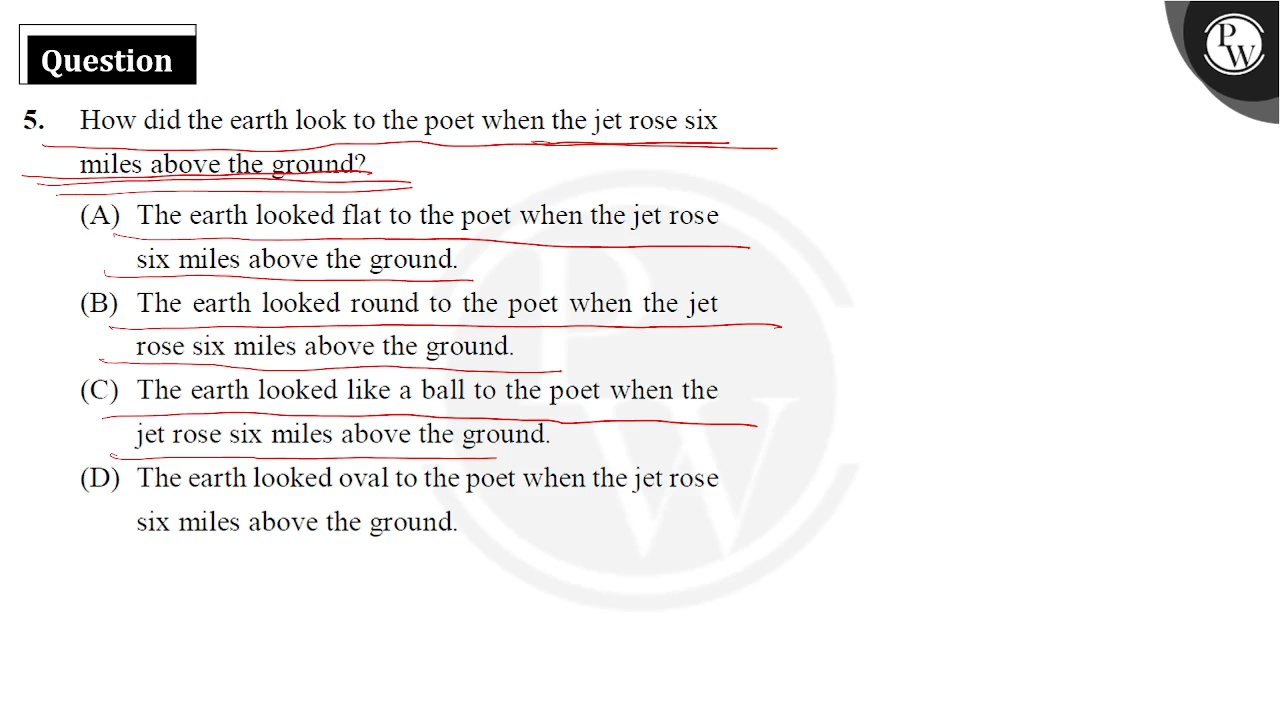 Question
PW
5. How did the earth look to the poet when the jet rose six
miles above the ground?
(A) The earth looked flat to the poet when the jet rose
six miles above the ground.
(B) The earth looked round to the poet when the jet
rose six miles above the ground.
(C) The earth looked like a ball to the poet when the
jet rose six miles above the ground.
(D) The earth looked oval to the poet when the jet rose
six miles above the ground.
PW